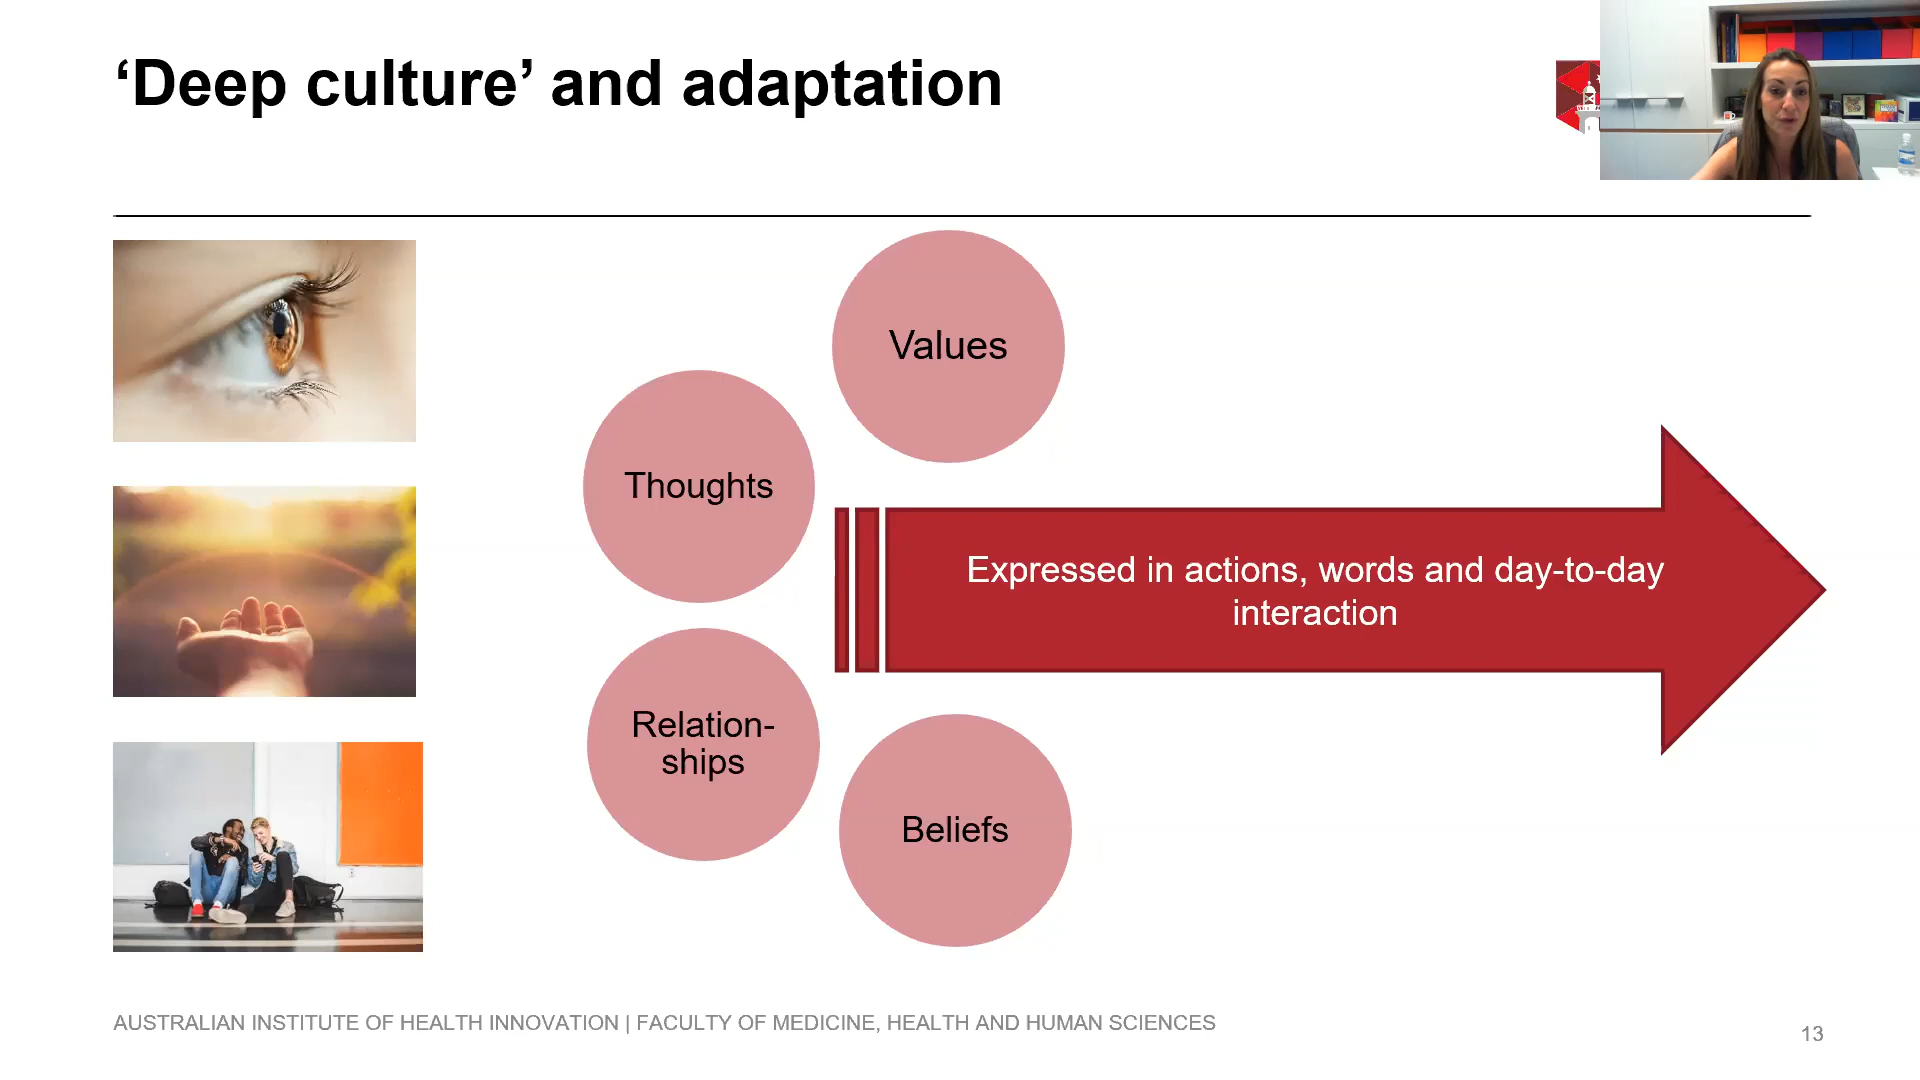 ‘Deep culture’ and adaptation
Values
Thoughts
Expressed in actions, words and day-to-day
interaction
Relation-
ships
Beliefs
AUSTRALIAN INSTITUTE OF HEALTH INNOVATION | FACULTY OF MEDICINE, HEALTH AND HUMAN SCIENCES
13